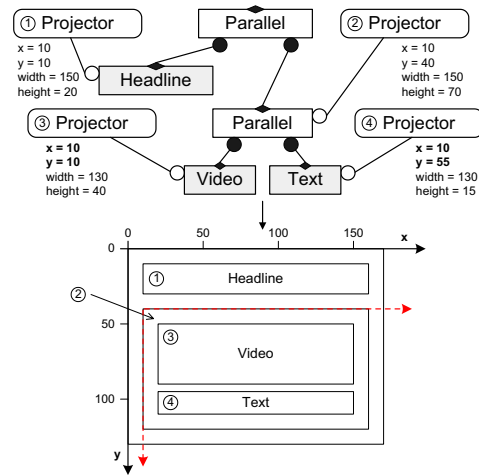 ① Projector
Parallel
② Projector
x = 10
y = 10
width = 150
height = 20
Headline
x = 10
y = 40
width = 150
height = 70
③ Projector
Parallel
④ Projector
x = 10
y = 10
width = 130
height = 40
Video
Text
x = 10
y = 55
width = 130
height = 15
0 50 100 150 x
0
① Headline
②
50
③
Video
100
④ Text
y